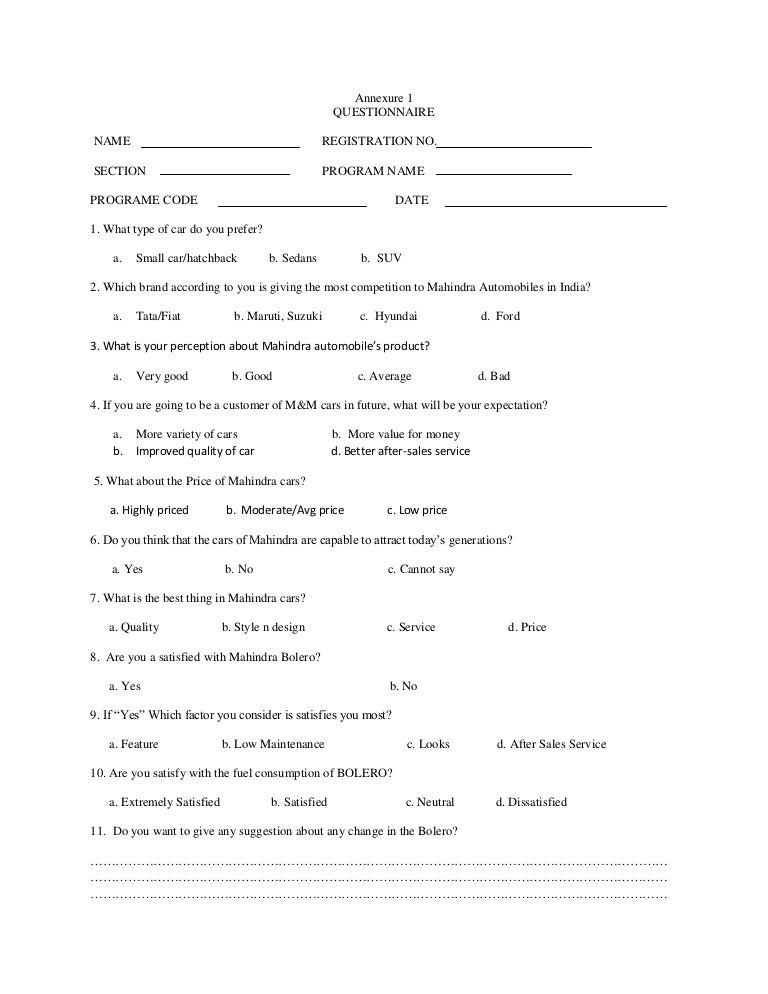 Annexure 1
QUESTIONNAIRE
NAME REGISTRATION NO.
SECTION PROGRAM NAME
PROGRAME CODE DATE
1. What type of car do you prefer?
a. Small car/hatchback b. Sedans b. SUV
2. Which brand according to you is giving the most competition to Mahindra Automobiles in India?
a. Tata/Fiat b. Maruti, Suzuki c. Hyundai d. Ford
3. What is your perception about Mahindra automobile's product?
a. Very good b. Good c. Average d. Bad
4. If you are going to be a customer of M&M cars in future, what will be your expectation?
a. More variety of cars b. More value for money
b. Improved quality of car d. Better after-sales service
5. What about the Price of Mahindra cars?
a. Highly priced b. Moderate/Avg price c. Low price
6. Do you think that the cars of Mahindra are capable to attract today's generations?
a. Yes b. No c. Cannot say
7. What is the best thing in Mahindra cars?
a. Quality b. Style n design c. Service d. Price
8. Are you a satisfied with Mahindra Bolero?
a. Yes b. No
9. If “Yes” Which factor you consider is satisfies you most?
a. Feature b. Low Maintenance c. Looks d. After Sales Service
10. Are you satisfy with the fuel consumption of BOLERO?
a. Extremely Satisfied b. Satisfied c. Neutral d. Dissatisfied
11. Do you want to give any suggestion about any change in the Bolero?